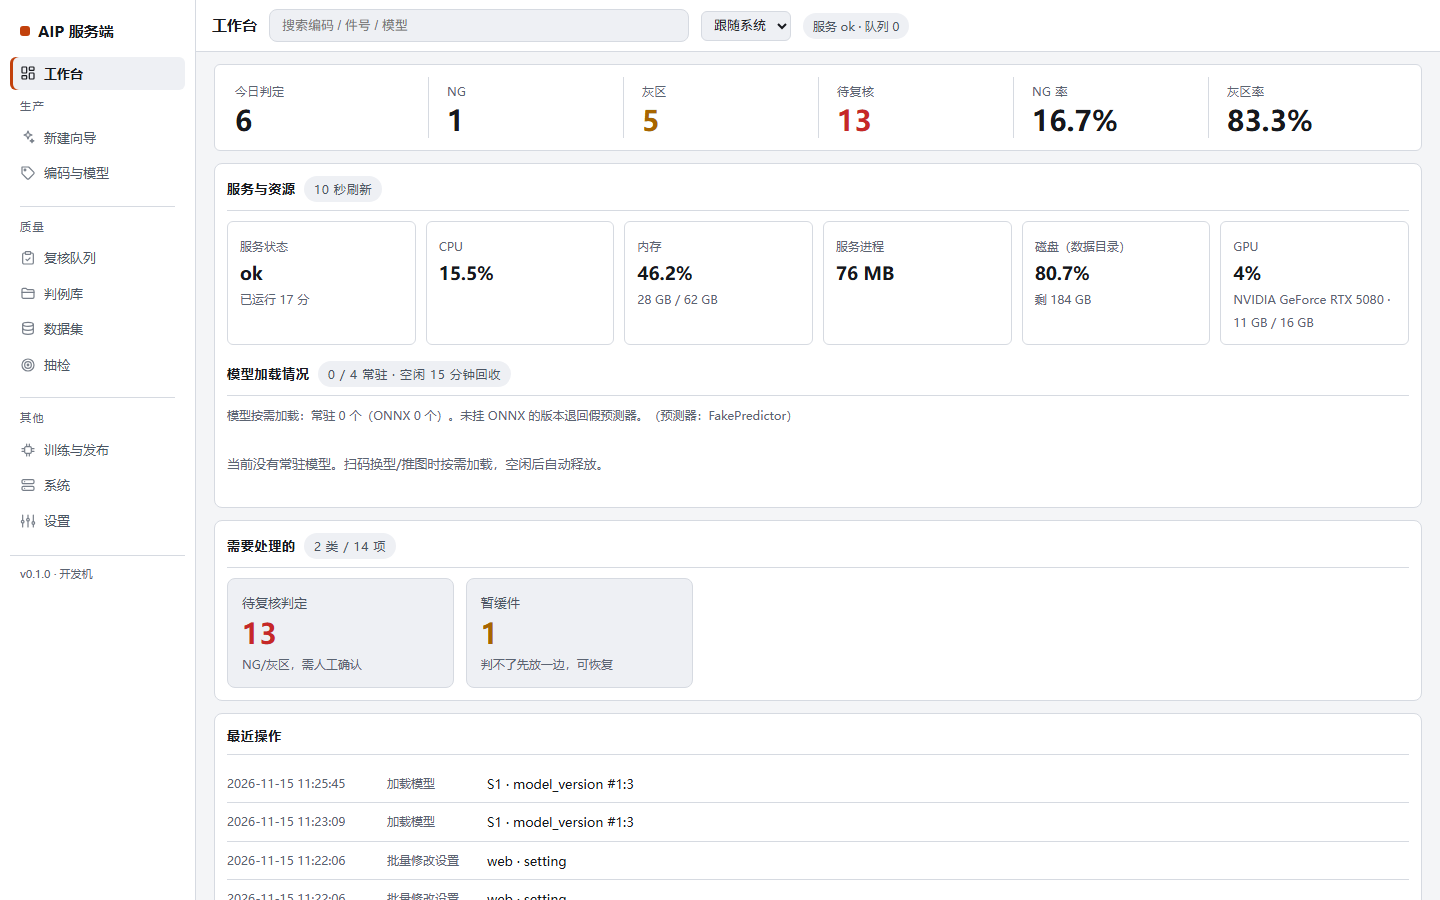 AIP 服务端
工作台
生产
新建向导
编码与模型
质量
复核队列
判例库
数据集
抽检
其他
训练与发布
系统
设置
v0.1.0 · 开发机
工作台
搜索编码 / 件号 / 模型
跟随系统
服务 ok · 队列 0
今日判定
6
NG
1
灰区
5
待复核
13
NG 率
16.7%
灰区率
83.3%
服务与资源
10 秒刷新
服务状态
ok
已运行 17 分
CPU
15.5%
内存
46.2%
28 GB / 62 GB
服务进程
76 MB
磁盘（数据目录）
80.7%
剩 184 GB
GPU
4%
NVIDIA GeForce RTX 5080 ·
11 GB / 16 GB
模型加载情况
0 / 4 常驻 · 空闲 15 分钟回收
模型按需加载：常驻 0 个（ONNX 0 个）。未挂 ONNX 的版本退回假预测器。（预测器：FakePredictor）
当前没有常驻模型。扫码换型/推图时按需加载，空闲后自动释放。
需要处理的
2 类 / 14 项
待复核判定
13
NG/灰区，需人工确认
暂缓件
1
判不了先放一边，可恢复
最近操作
2026-11-15 11:25:45 加载模型 S1 · model_version #1:3
2026-11-15 11:23:09 加载模型 S1 · model_version #1:3
2026-11-15 11:22:06 批量修改设置 web · setting
2026-11-15 11:22:06 批量修改设置 web · setting